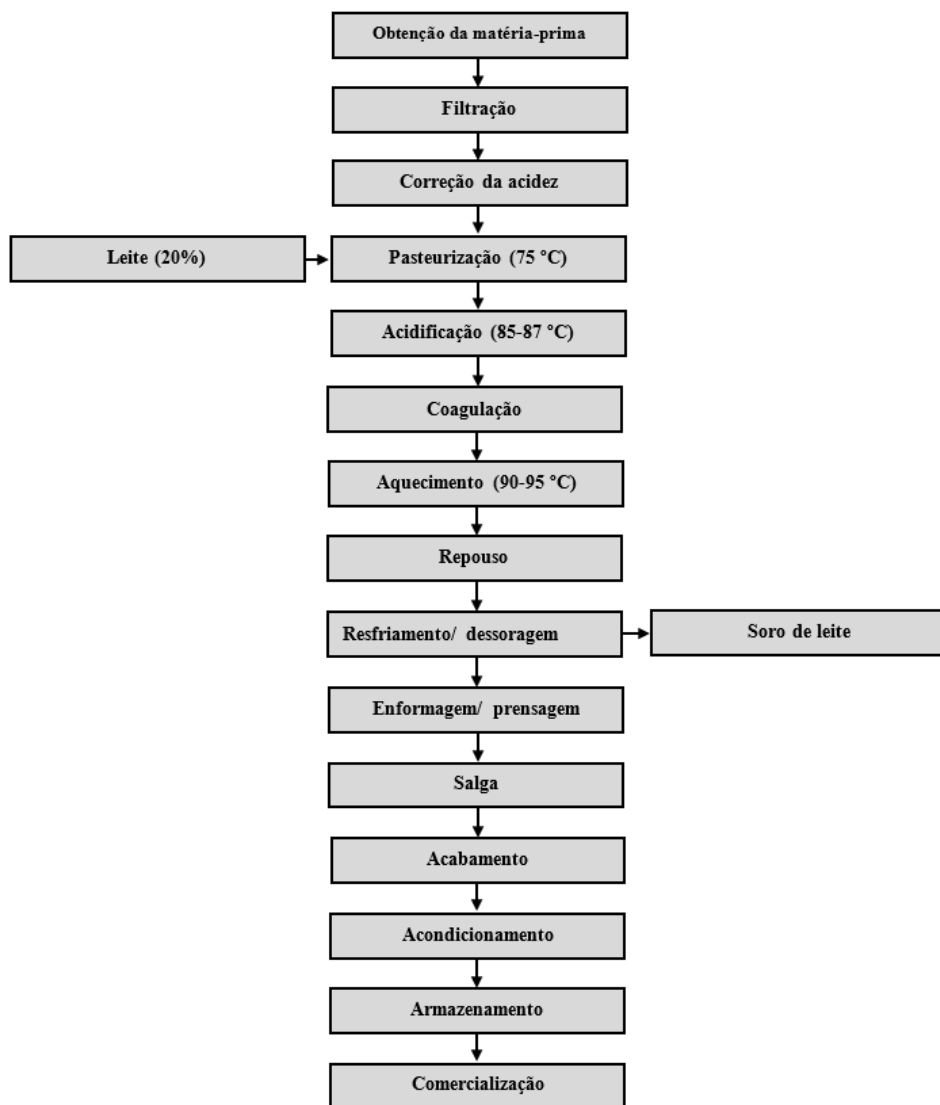 Obtenção da matéria-prima
Filtração
Correção da acidez
Leite (20%)
Pasteurização (75 °C)
Acidificação (85-87 °C)
Coagulação
Aquecimento (90-95 °C)
Repouso
Resfriamento/ dessoragem
Soro de leite
Enformagem/ prensagem
Salga
Acabamento
Acondicionamento
Armazenamento
Comercialização